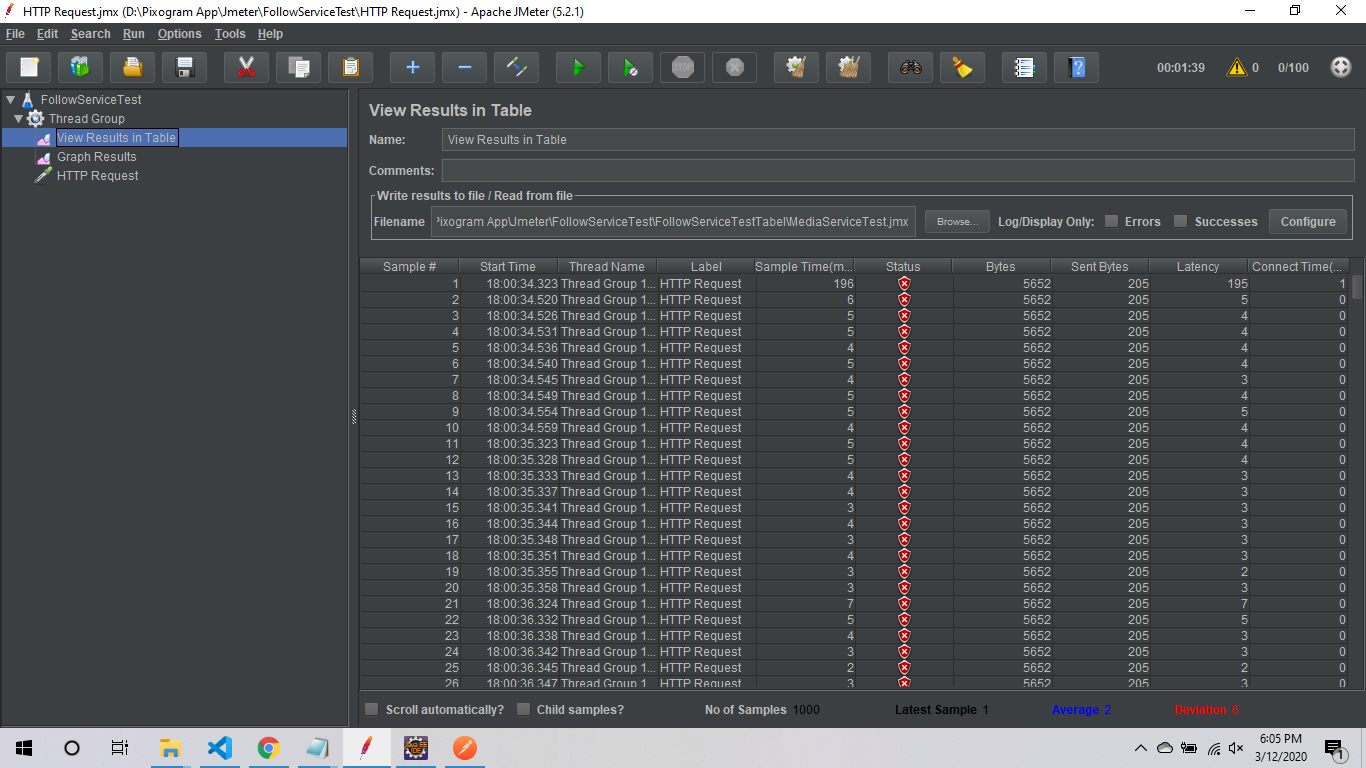 HTTP Request.jmx (D:\Pixogram App\Jmeter\FollowServiceTest\HTTP Request.jmx) - Apache JMeter (5.2.1)
File Edit Search Run Options Tools Help
STOP 00:01:39 0 0/100
FollowServiceTest
Thread Group
View Results in Table
Graph Results
HTTP Request
View Results in Table
Name: View Results in Table
Comments:
Write results to file / Read from file
Filename Pixogram App\Jmeter\FollowServiceTest\FollowServiceTestTabel\MediaServiceTest.jmx Browse... Log/Display Only: Errors Successes Configure
Sample # Start Time Thread Name Label Sample Time(m... Status Bytes Sent Bytes Latency Connect Time(...
1 18:00:34.323 Thread Group 1... HTTP Request 196 5652 205 195 1
2 18:00:34.520 Thread Group 1... HTTP Request 6 5652 205 5 0
3 18:00:34.526 Thread Group 1... HTTP Request 5 5652 205 4 0
4 18:00:34.531 Thread Group 1... HTTP Request 5 5652 205 4 0
5 18:00:34.536 Thread Group 1... HTTP Request 4 5652 205 4 0
6 18:00:34.540 Thread Group 1... HTTP Request 5 5652 205 4 0
7 18:00:34.545 Thread Group 1... HTTP Request 4 5652 205 3 0
8 18:00:34.549 Thread Group 1... HTTP Request 5 5652 205 4 0
9 18:00:34.554 Thread Group 1... HTTP Request 5 5652 205 5 0
10 18:00:34.559 Thread Group 1... HTTP Request 4 5652 205 4 0
11 18:00:35.323 Thread Group 1... HTTP Request 5 5652 205 4 0
12 18:00:35.328 Thread Group 1... HTTP Request 5 5652 205 4 0
13 18:00:35.333 Thread Group 1... HTTP Request 4 5652 205 3 0
14 18:00:35.337 Thread Group 1... HTTP Request 4 5652 205 3 0
15 18:00:35.341 Thread Group 1... HTTP Request 3 5652 205 3 0
16 18:00:35.344 Thread Group 1... HTTP Request 4 5652 205 3 0
17 18:00:35.348 Thread Group 1... HTTP Request 3 5652 205 3 0
18 18:00:35.351 Thread Group 1... HTTP Request 4 5652 205 3 0
19 18:00:35.355 Thread Group 1... HTTP Request 3 5652 205 2 0
20 18:00:35.358 Thread Group 1... HTTP Request 3 5652 205 3 0
21 18:00:36.324 Thread Group 1... HTTP Request 7 5652 205 7 0
22 18:00:36.332 Thread Group 1... HTTP Request 5 5652 205 5 0
23 18:00:36.338 Thread Group 1... HTTP Request 4 5652 205 3 0
24 18:00:36.342 Thread Group 1... HTTP Request 3 5652 205 3 0
25 18:00:36.345 Thread Group 1... HTTP Request 2 5652 205 2 0
26 18:00:36.347 Thread Group 1 HTTP Request 3 5652 205 3 0
Scroll automatically? Child samples? No of Samples 1000 Latest Sample 1 Average 2 Deviation 6
Java EE IDE
6:05 PM
3/12/2020
1